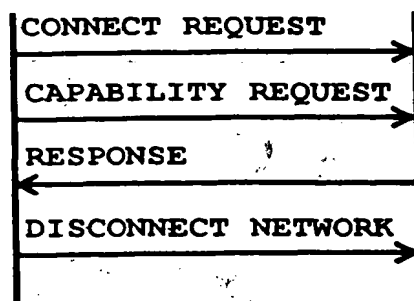 CONNECT REQUEST
CAPABILITY REQUEST
RESPONSE
DISCONNECT NETWORK